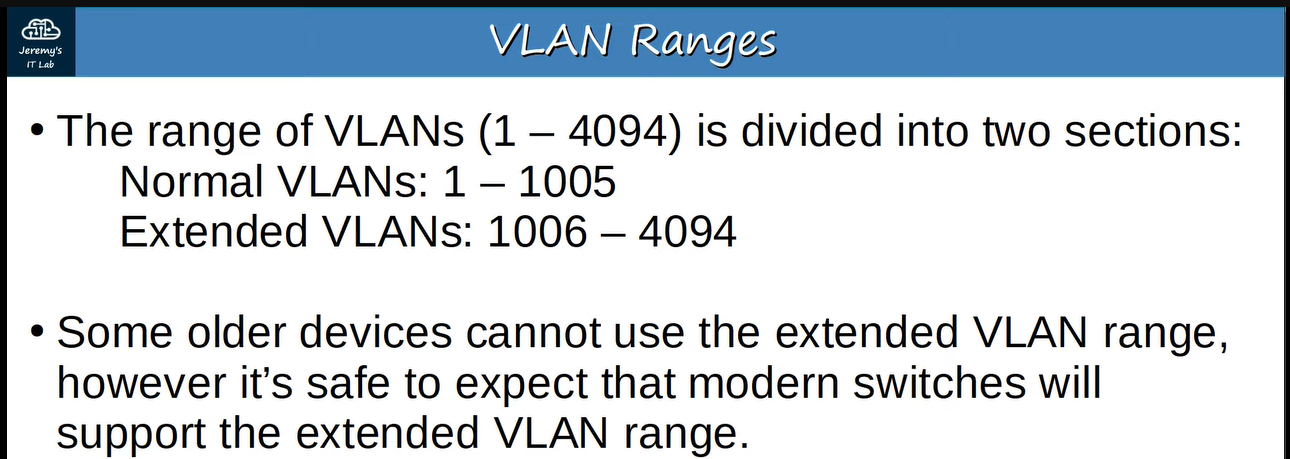 Jeremy's
IT Lab
VLAN Ranges
• The range of VLANs (1 – 4094) is divided into two sections:
Normal VLANs: 1 – 1005
Extended VLANs: 1006 – 4094
• Some older devices cannot use the extended VLAN range,
however it’s safe to expect that modern switches will
support the extended VLAN range.